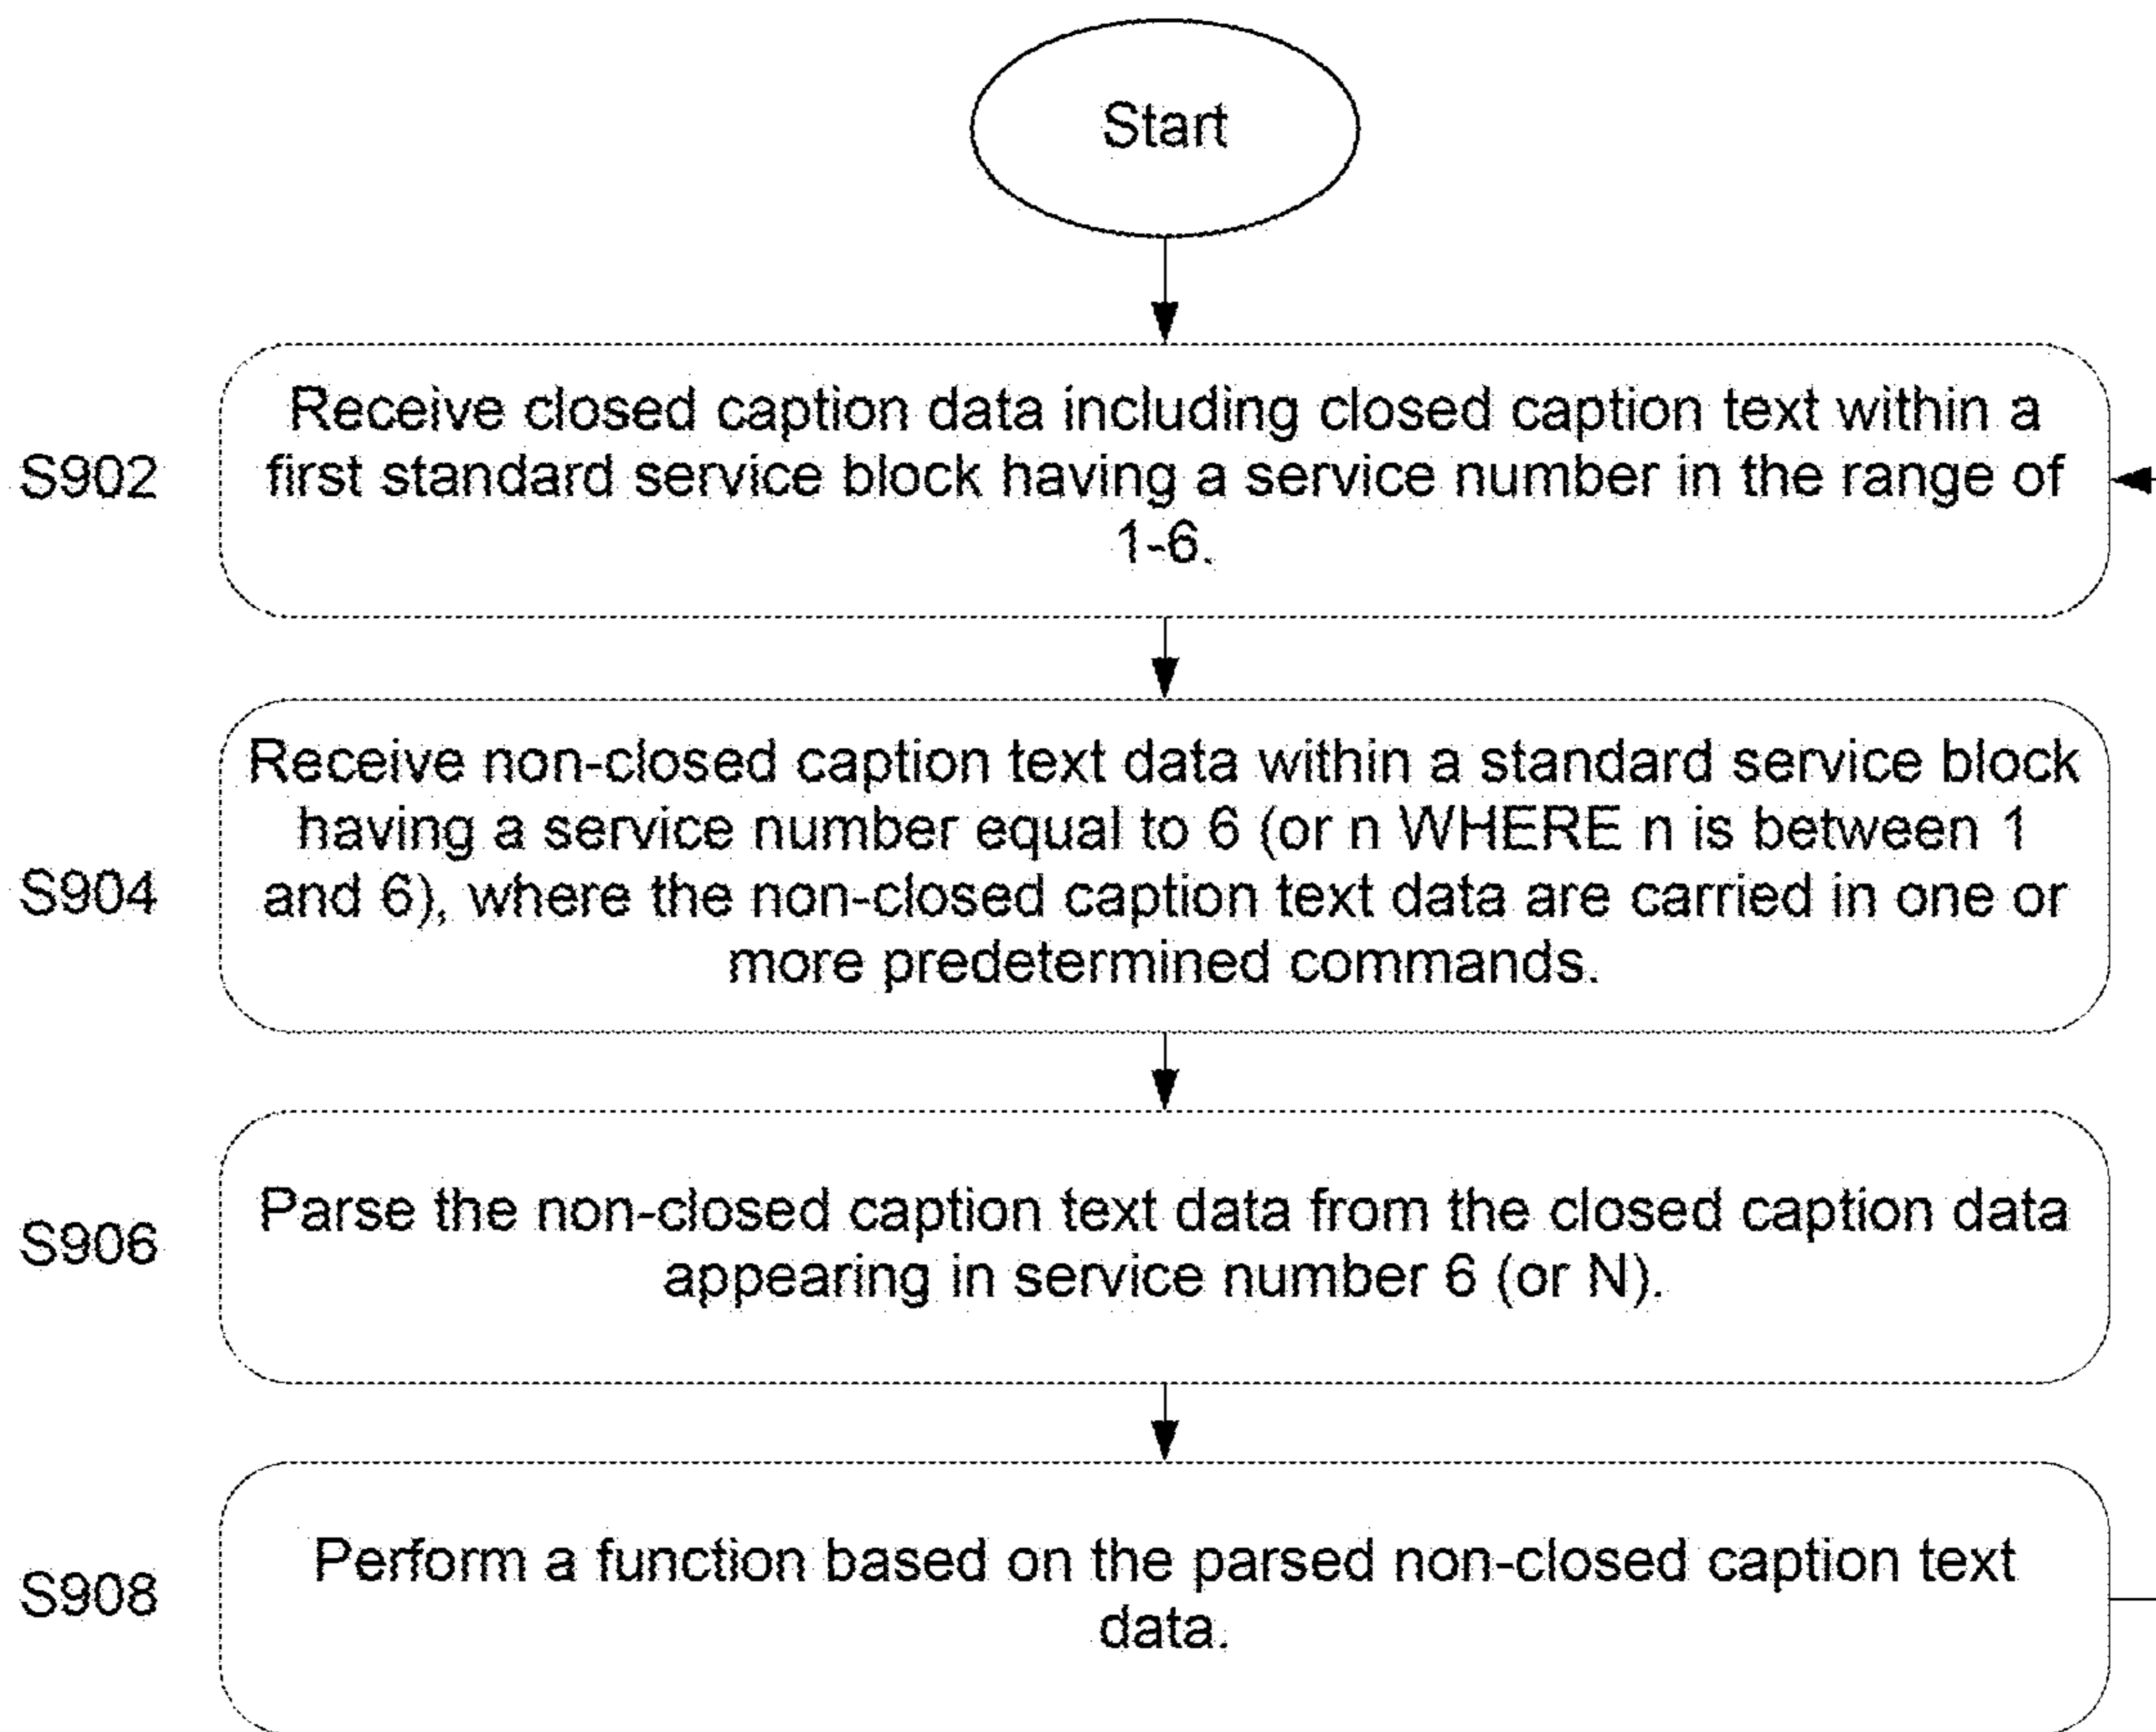 Start
S902
Receive closed caption data including closed caption text within a
first standard service block having a service number in the range of
1-6.
S904
Receive non-closed caption text data within a standard service block
having a service number equal to 6 (or n WHERE n is between 1
and 6), where the non-closed caption text data are carried in one or
more predetermined commands.
S906
Parse the non-closed caption text data from the closed caption data
appearing in service number 6 (or N).
S908
Perform a function based on the parsed non-closed caption text
data.